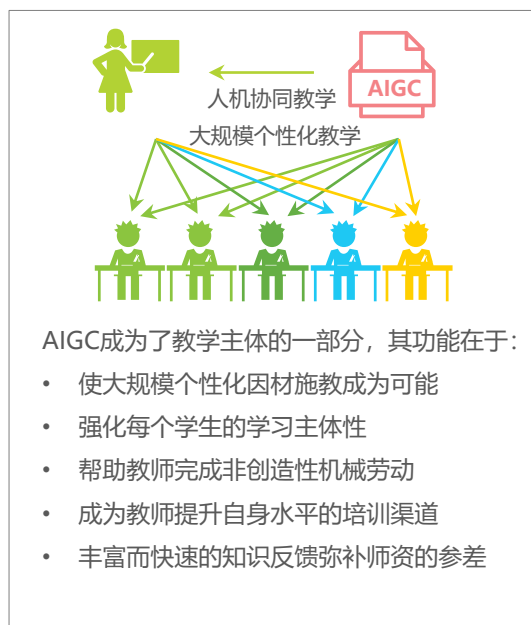 AIGC
人机协同教学
大规模个性化教学
AIGC成为了教学主体的一部分，其功能在于：
• 使大规模个性化因材施教成为可能
• 强化每个学生的学习主体性
• 帮助教师完成非创造性机械劳动
• 成为教师提升自身水平的培训渠道
• 丰富而快速的知识反馈弥补师资的参差